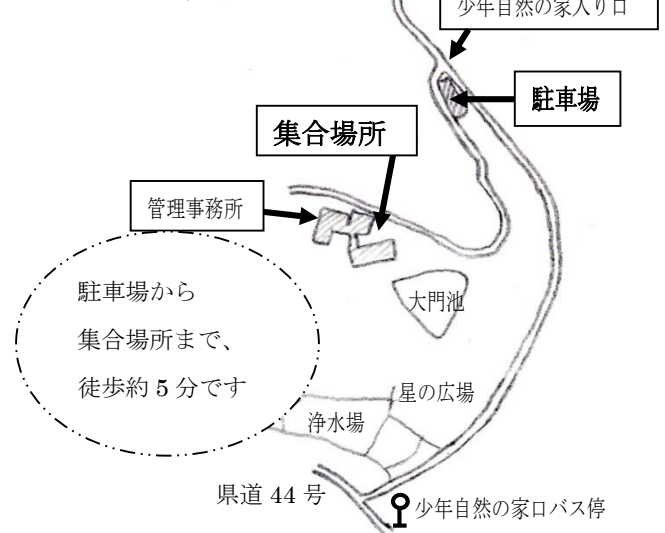 少年自然の家入り口
駐車場
集合場所
管理事務所
駐車場から
集合場所まで、
徒歩約 5 分です
大門池
星の広場
浄水場
県道 44 号
少年自然の家口バス停